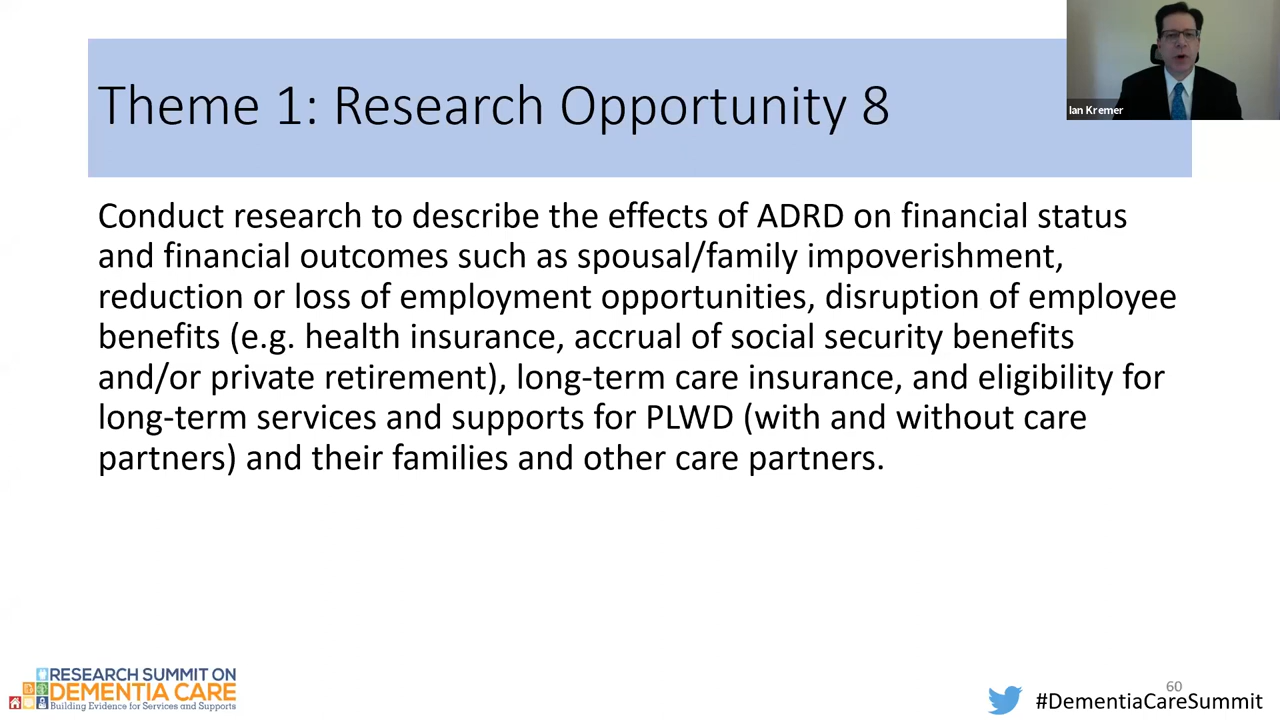 Theme 1: Research Opportunity 8
Ian Kremer
Conduct research to describe the effects of ADRD on financial status
and financial outcomes such as spousal/family impoverishment,
reduction or loss of employment opportunities, disruption of employee
benefits (e.g. health insurance, accrual of social security benefits
and/or private retirement), long-term care insurance, and eligibility for
long-term services and supports for PLWD (with and without care
partners) and their families and other care partners.
RESEARCH SUMMIT ON
DEMENTIA CARE
Building Evidence for Services and Supports
60
#DementiaCareSummit